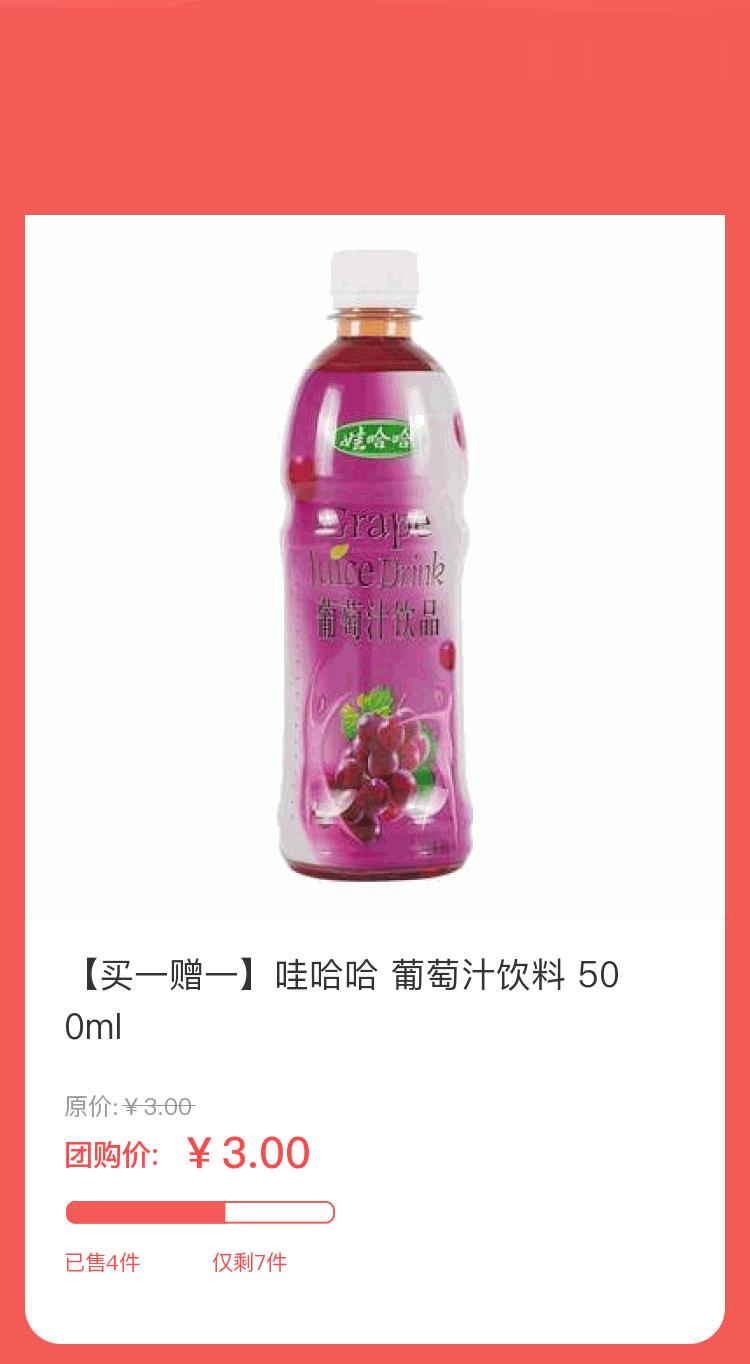 娃哈哈
Grape
Juice Drink
葡萄汁饮品
【买一赠一】哇哈哈 葡萄汁饮料 50
0ml
原价:￥3.00
团购价: ￥3.00
已售4件 仅剩7件